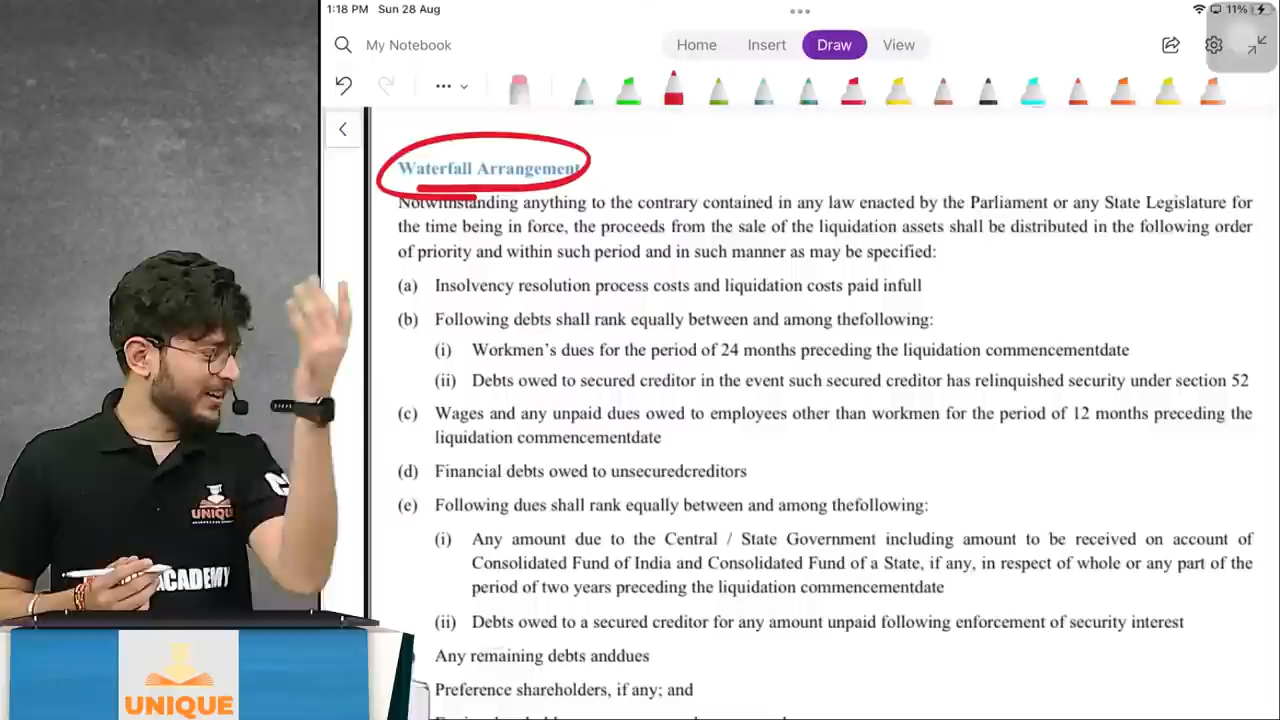 1:18 PM Sun 28 Aug
11%
My Notebook
Home Insert Draw View
Waterfall Arrangement
Notwithstanding anything to the contrary contained in any law enacted by the Parliament or any State Legislature for
the time being in force, the proceeds from the sale of the liquidation assets shall be distributed in the following order
of priority and within such period and in such manner as may be specified:
(a) Insolvency resolution process costs and liquidation costs paid infull
(b) Following debts shall rank equally between and among thefollowing:
(i) Workmen's dues for the period of 24 months preceding the liquidation commencementdate
(ii) Debts owed to secured creditor in the event such secured creditor has relinquished security under section 52
(c) Wages and any unpaid dues owed to employees other than workmen for the period of 12 months preceding the
liquidation commencementdate
(d) Financial debts owed to unsecuredcreditors
(e) Following dues shall rank equally between and among thefollowing:
(i) Any amount due to the Central / State Government including amount to be received on account of
Consolidated Fund of India and Consolidated Fund of a State, if any, in respect of whole or any part of the
period of two years preceding the liquidation commencementdate
(ii) Debts owed to a secured creditor for any amount unpaid following enforcement of security interest
Any remaining debts anddues
Preference shareholders, if any; and
UNIQUE
ACADEMY
UNIQUE